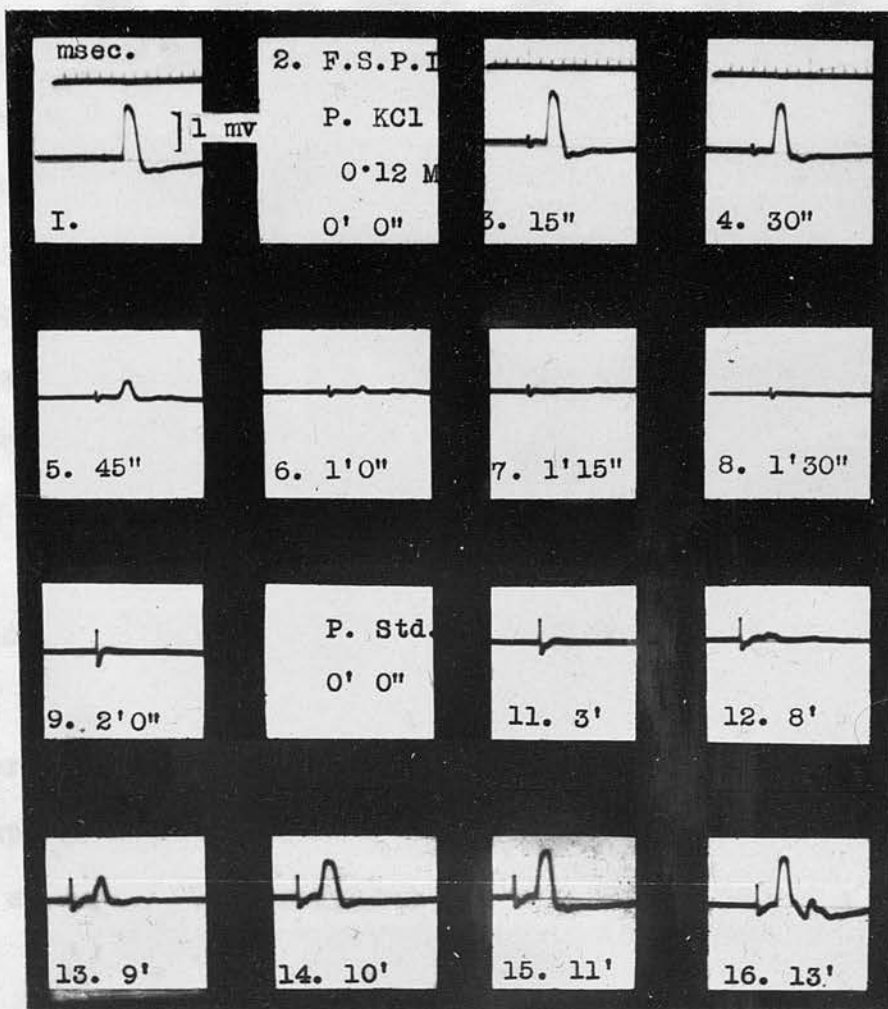 msec.
]1 mv
I.
2. F.S.P.I
P. KCl
0·12 M
0' 0"
3. 15"
4. 30"
5. 45"
6. 1'0"
7. 1'15"
8. 1'30"
9. 2'0"
P. Std.
0' 0"
11. 3'
12. 8'
13. 9'
14. 10'
15. 11'
16. 13'